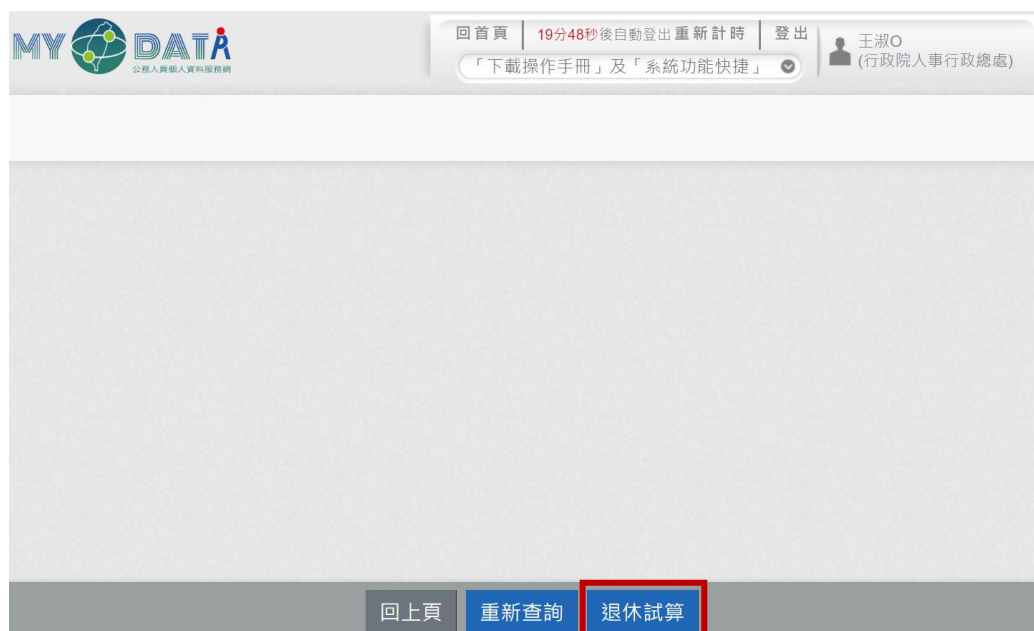 MY DATA
公務人員個人資料服務網
回首頁 19分48秒後自動登出重新計時 登出
「下載操作手冊」及「系統功能快捷」
王淑O
(行政院人事行政總處)
回上頁 重新查詢 退休試算